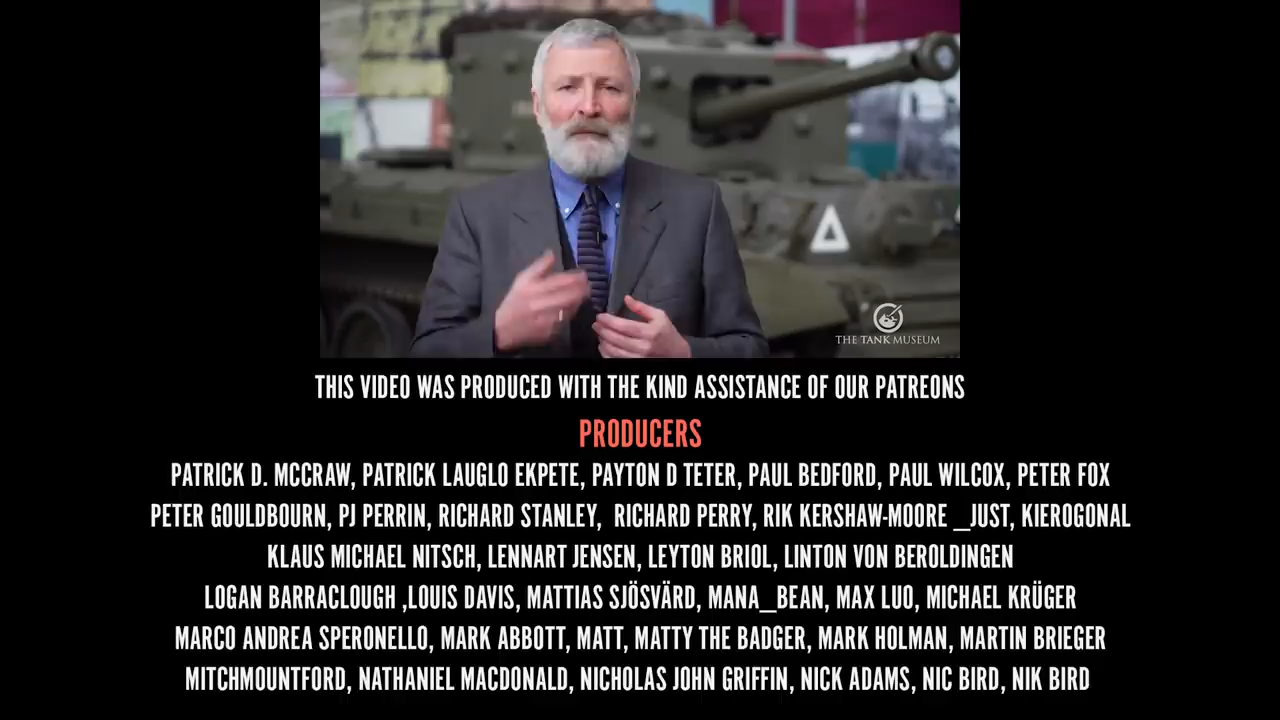 THE TANK MUSEUM
THIS VIDEO WAS PRODUCED WITH THE KIND ASSISTANCE OF OUR PATREONS
PRODUCERS
PATRICK D. MCCRAW, PATRICK LAUGLO EKPETE, PAYTON D TETER, PAUL BEDFORD, PAUL WILCOX, PETER FOX
PETER GOULDBOURN, PJ PERRIN, RICHARD STANLEY,  RICHARD PERRY, RIK KERSHAW-MOORE _JUST, KIEROGONAL
KLAUS MICHAEL NITSCH, LENNART JENSEN, LEYTON BRIOL, LINTON VON BEROLDINGEN
LOGAN BARRACLOUGH ,LOUIS DAVIS, MATTIAS SJÖSVÄRD, MANA_BEAN, MAX LUO, MICHAEL KRÜGER
MARCO ANDREA SPERONELLO, MARK ABBOTT, MATT, MATTY THE BADGER, MARK HOLMAN, MARTIN BRIEGER
MITCHMOUNTFORD, NATHANIEL MACDONALD, NICHOLAS JOHN GRIFFIN, NICK ADAMS, NIC BIRD, NIK BIRD